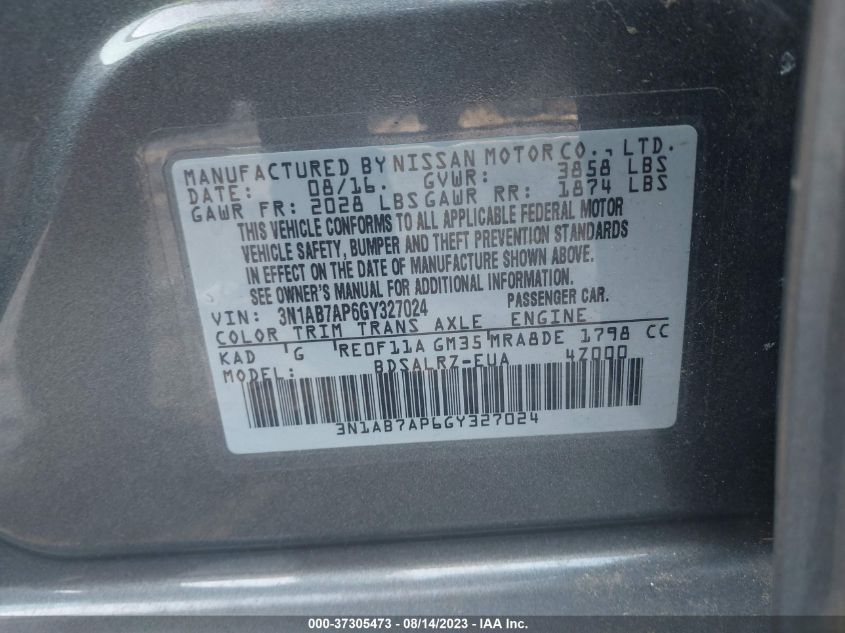 MANUFACTURED BY NISSAN MOTOR CO., LTD.
DATE: 08/16. GVWR: 3858 LBS
GAWR FR: 2028 LBS GAWR RR: 1874 LBS
THIS VEHICLE CONFORMS TO ALL APPLICABLE FEDERAL MOTOR
VEHICLE SAFETY, BUMPER AND THEFT PREVENTION STANDARDS
IN EFFECT ON THE DATE OF MANUFACTURE SHOWN ABOVE.
SEE OWNER'S MANUAL FOR ADDITIONAL INFORMATION.
VIN: 3N1AB7AP6GY327024 PASSENGER CAR.
COLOR TRIM TRANS AXLE ENGINE
KAD G RE0F11A GM35 MRA8DE 1798 CC
MODEL: BDSALRZ-EUA 4Z000
3N1AB7AP6GY327024
000-37305473 - 08/14/2023 - IAAI.com